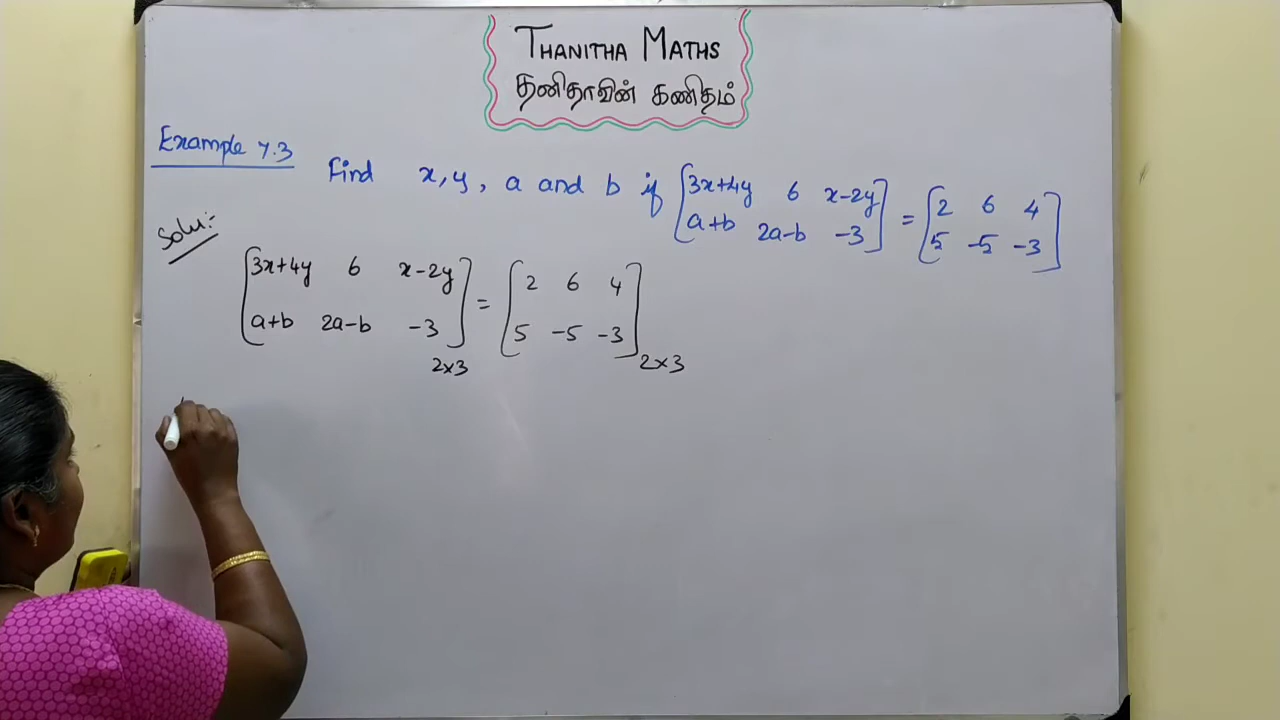 THANITHA MATHS
தனிதாவின் கணிதம்
Example 7.3
Find x, y, a and b if [3x+4y 6 x-2y] = [2 6 4]
[a+b 2a-b -3] [5 -5 -3]
Solu:-
[3x+4y 6 x-2y] = [2 6 4]
[a+b 2a-b -3] [5 -5 -3]
2x3 2x3